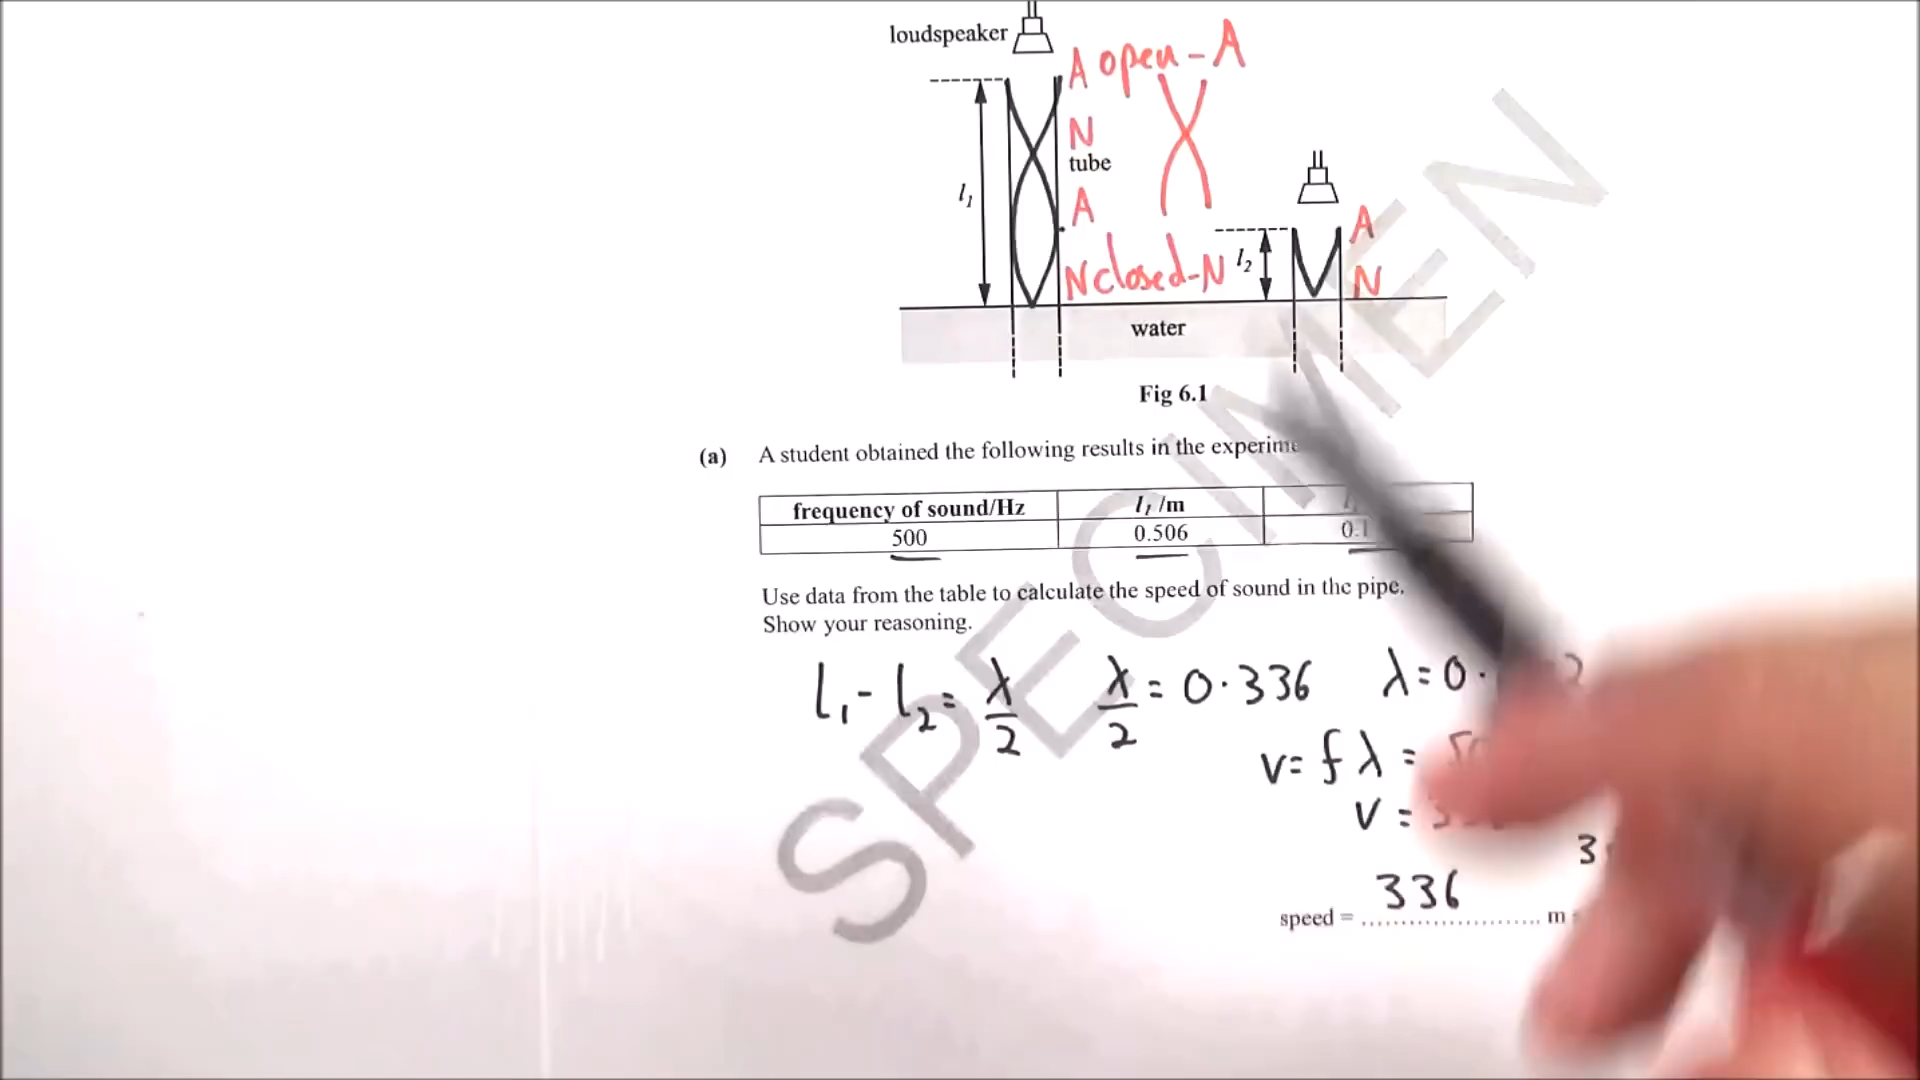 loudspeaker
A open - A
N
tube
A
l1
A
N closed - N
l2
N
water
Fig 6.1
SPECIMEN
(a) A student obtained the following results in the
frequency of sound/Hz l1 /m
500 0.506
Use data from the table to calculate the speed of sound in the pipe.
Show your reasoning.
l1 - l2 = λ/2 λ/2 = 0.336 λ = 0.
v = f λ =
v =
336
speed = ........................ m